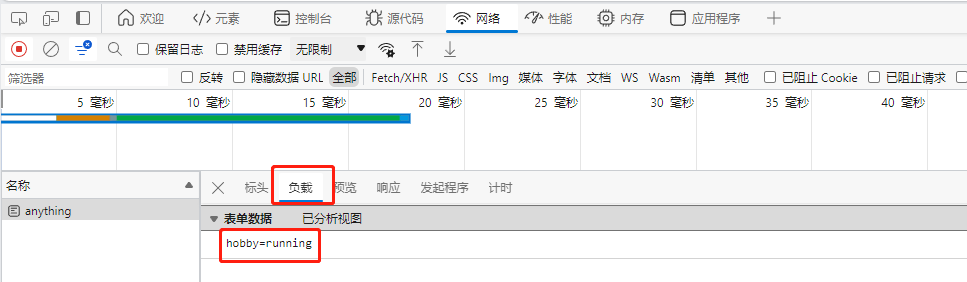 欢迎 元素 控制台 源代码 网络 性能 内存 应用程序
保留日志 禁用缓存 无限制
筛选器 反转 隐藏数据 URL 全部 Fetch/XHR JS CSS Img 媒体 字体 文档 WS Wasm 清单 其他 已阻止 Cookie 已阻止请求
5 毫秒 10 毫秒 15 毫秒 20 毫秒 25 毫秒 30 毫秒 35 毫秒 40 毫秒
名称 标头 负载 预览 响应 发起程序 计时
anything 表单数据 已分析视图
hobby=running